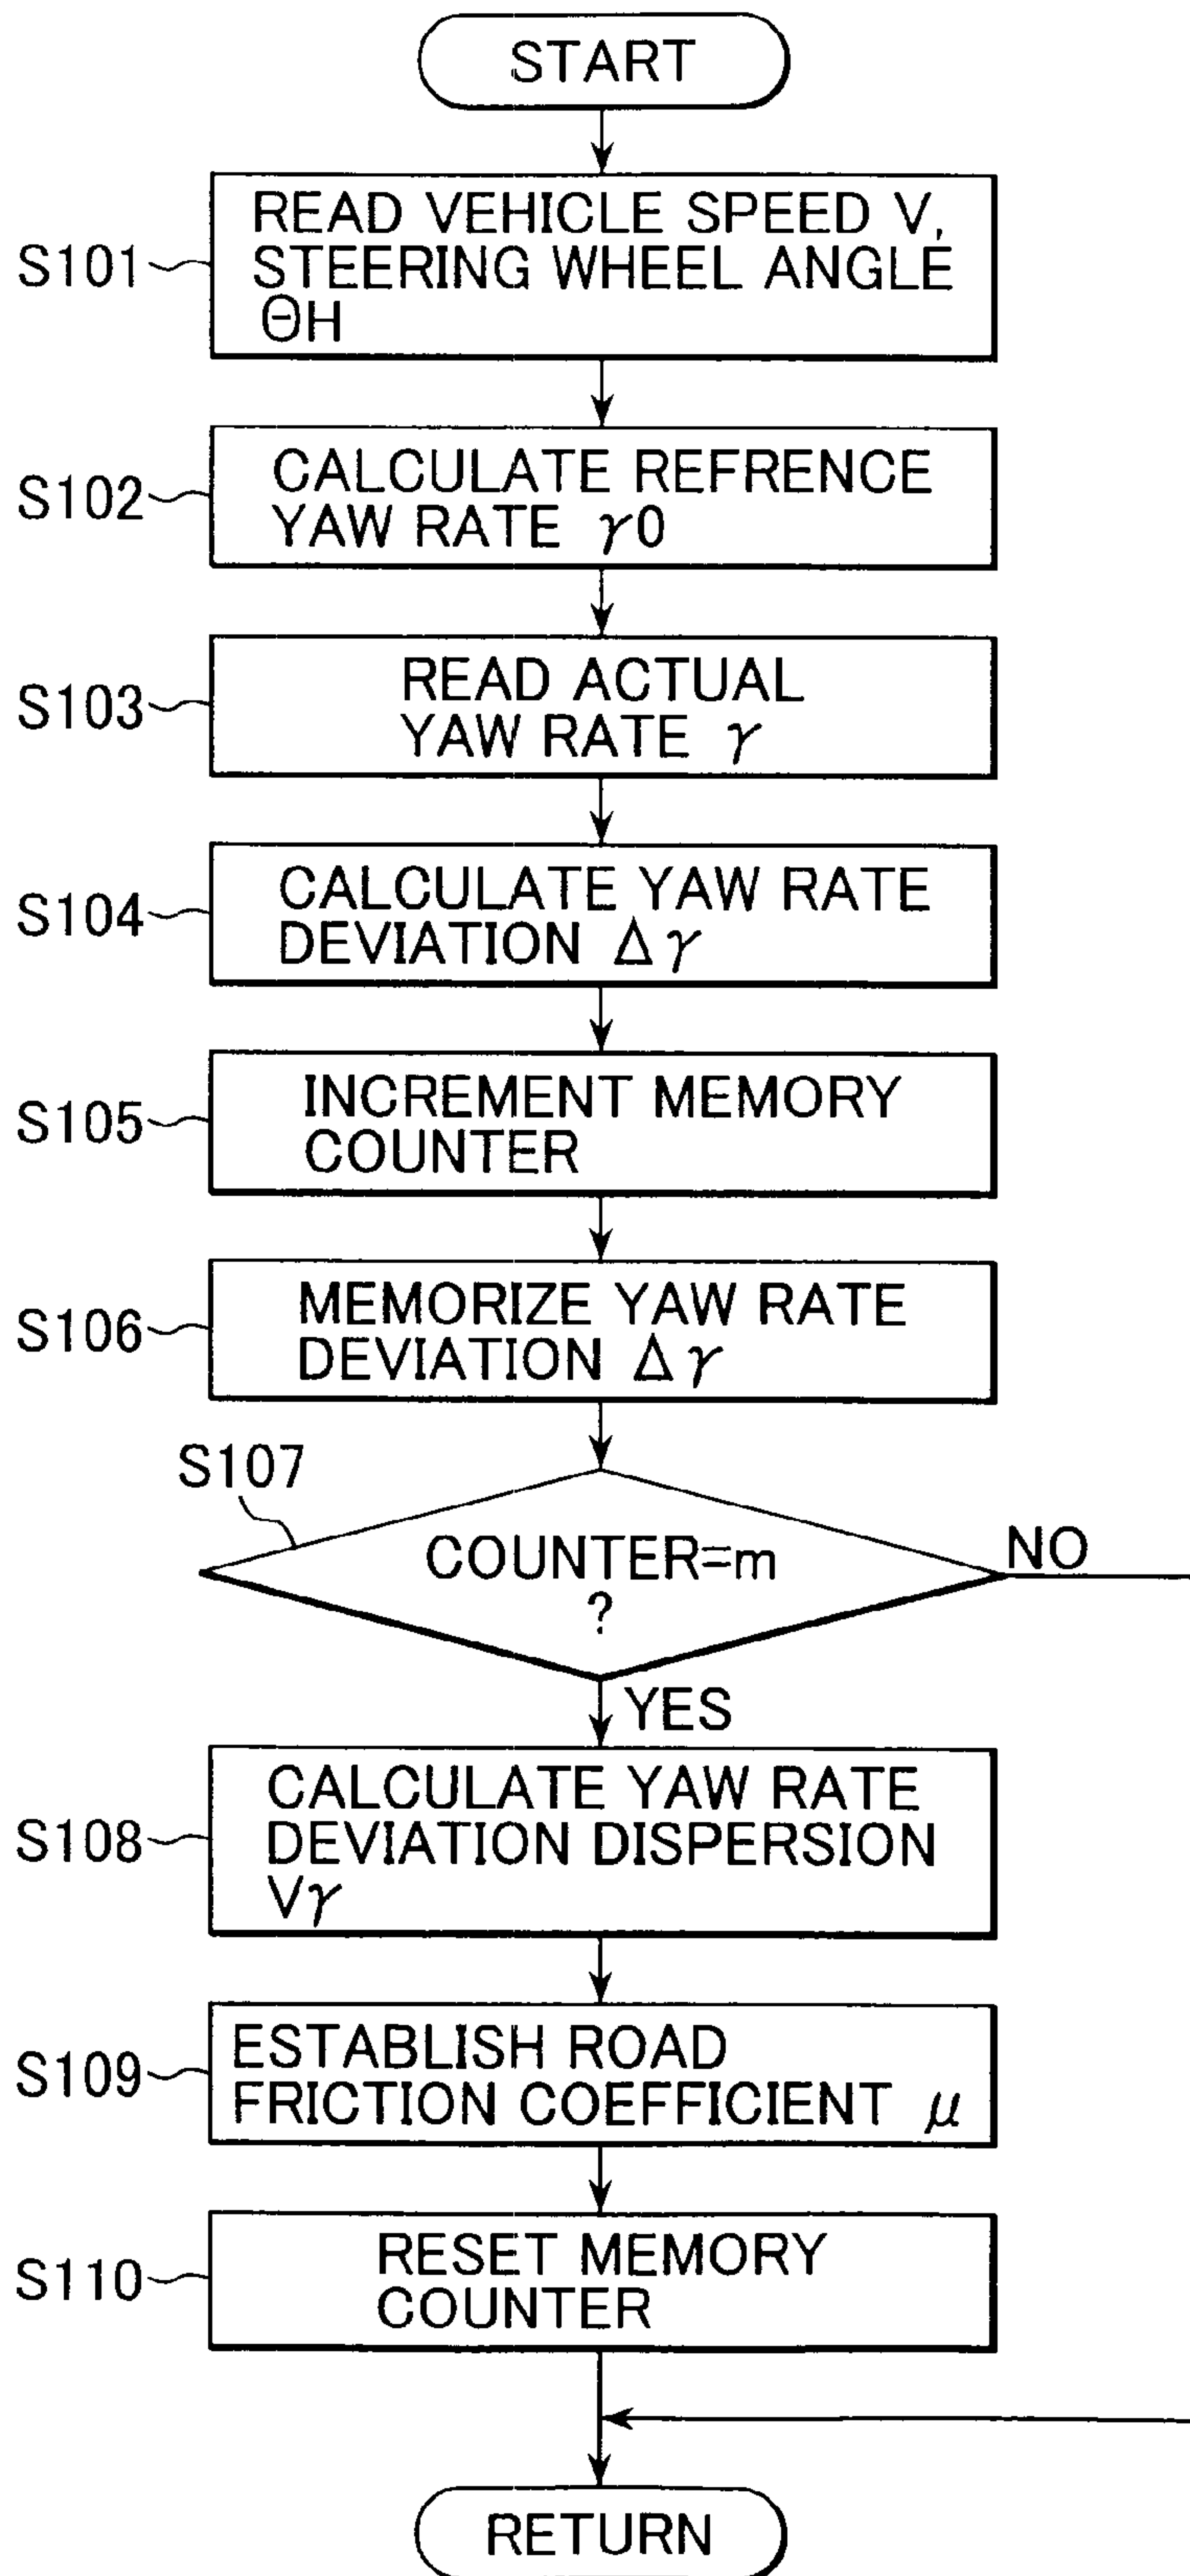 START
S101
READ VEHICLE SPEED V,
STEERING WHEEL ANGLE
ΘH
S102
CALCULATE REFRENCE
YAW RATE γ0
S103
READ ACTUAL
YAW RATE γ
S104
CALCULATE YAW RATE
DEVIATION Δγ
S105
INCREMENT MEMORY
COUNTER
S106
MEMORIZE YAW RATE
DEVIATION Δγ
S107
COUNTER=m
?
NO
YES
S108
CALCULATE YAW RATE
DEVIATION DISPERSION
Vγ
S109
ESTABLISH ROAD
FRICTION COEFFICIENT μ
S110
RESET MEMORY
COUNTER
RETURN